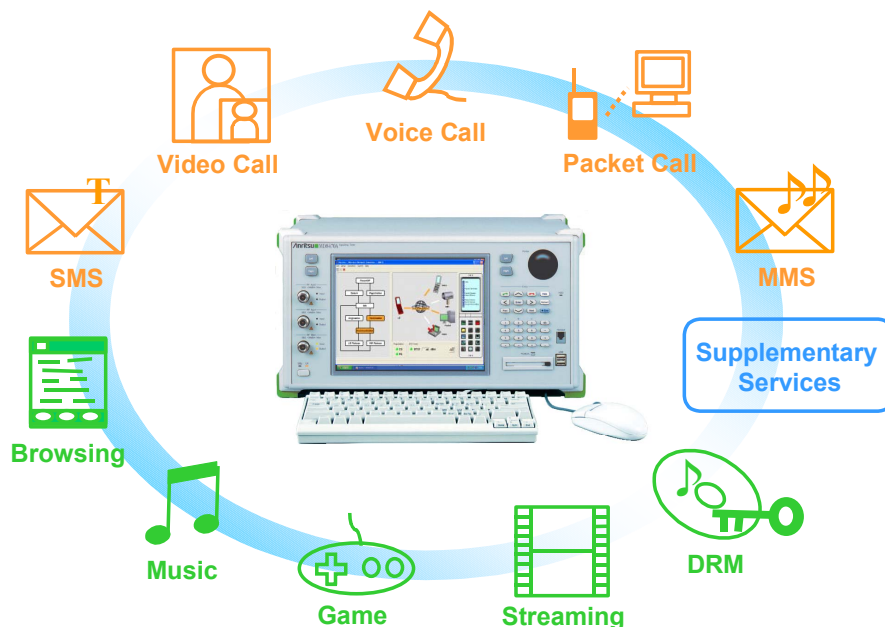 Voice Call
Video Call
Packet Call
T
SMS
MMS
Anritsu
Supplementary
Services
Browsing
Music
Game
Streaming
DRM